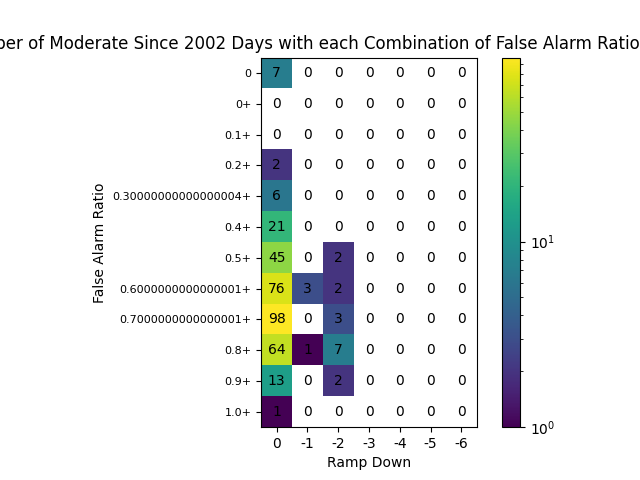 of Moderate Since 2002 Days with each Combination of False Alarm Ratio
0 7 0 0 0 0 0 0
0+ 0 0 0 0 0 0 0
0.1+ 0 0 0 0 0 0 0
0.2+ 2 0 0 0 0 0 0
0.30000000000000004+ 6 0 0 0 0 0 0
0.4+ 21 0 0 0 0 0 0
0.5+ 45 0 2 0 0 0 0
0.6000000000000001+ 76 3 2 0 0 0 0
0.7000000000000001+ 98 0 3 0 0 0 0
0.8+ 64 1 7 0 0 0 0
0.9+ 13 0 2 0 0 0 0
1.0+ 1 0 0 0 0 0 0
0 -1 -2 -3 -4 -5 -6
Ramp Down
False Alarm Ratio
10¹
10⁰